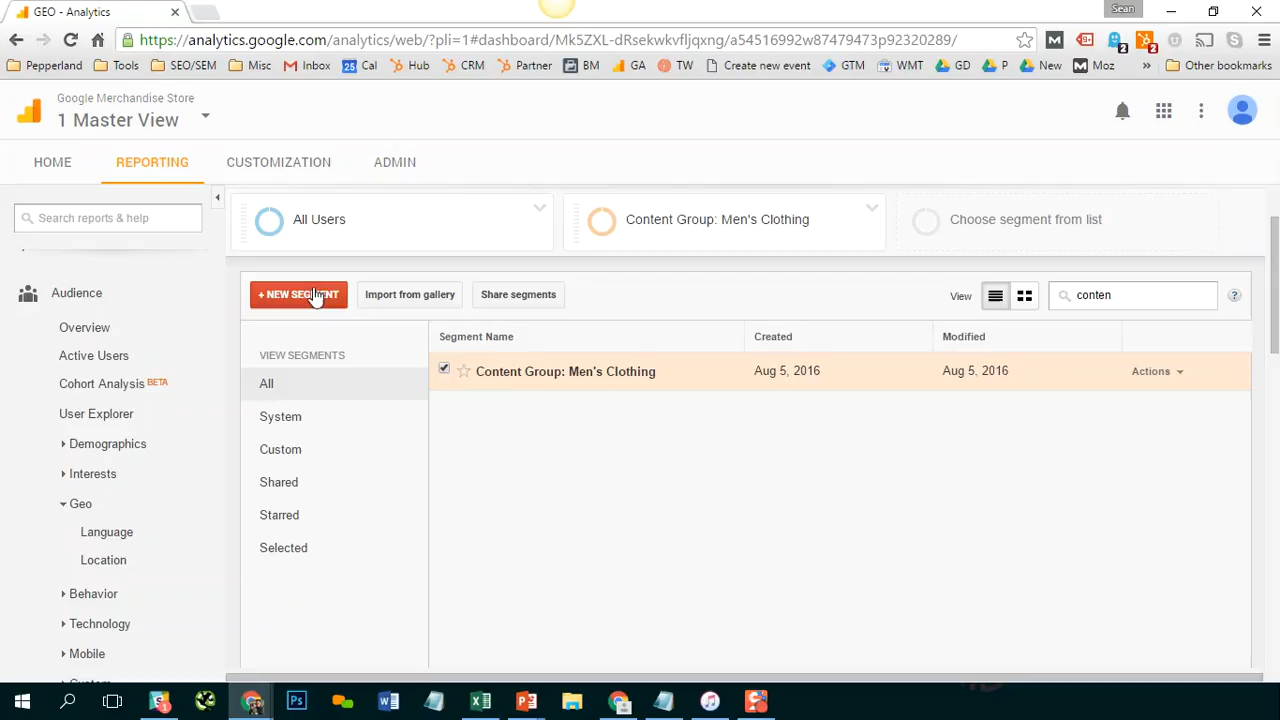 GEO - Analytics
Sean
https://analytics.google.com/analytics/web/?pli=1#dashboard/Mk5ZXL-dRsekwkvfljqxng/a54516992w87479473p92320289/
Pepperland Tools SEO/SEM Misc Inbox 25 Cal Hub CRM Partner BM GA TW Create new event GTM WMT GD P New Moz » Other bookmarks
Google Merchandise Store
1 Master View
HOME REPORTING CUSTOMIZATION ADMIN
Search reports & help
All Users
Content Group: Men's Clothing
Choose segment from list
Audience
Overview
Active Users
Cohort Analysis BETA
User Explorer
Demographics
Interests
Geo
Language
Location
Behavior
Technology
Mobile
+ NEW SEGMENT Import from gallery Share segments View conten ?
VIEW SEGMENTS
All
System
Custom
Shared
Starred
Selected
Segment Name Created Modified
Content Group: Men's Clothing Aug 5, 2016 Aug 5, 2016 Actions